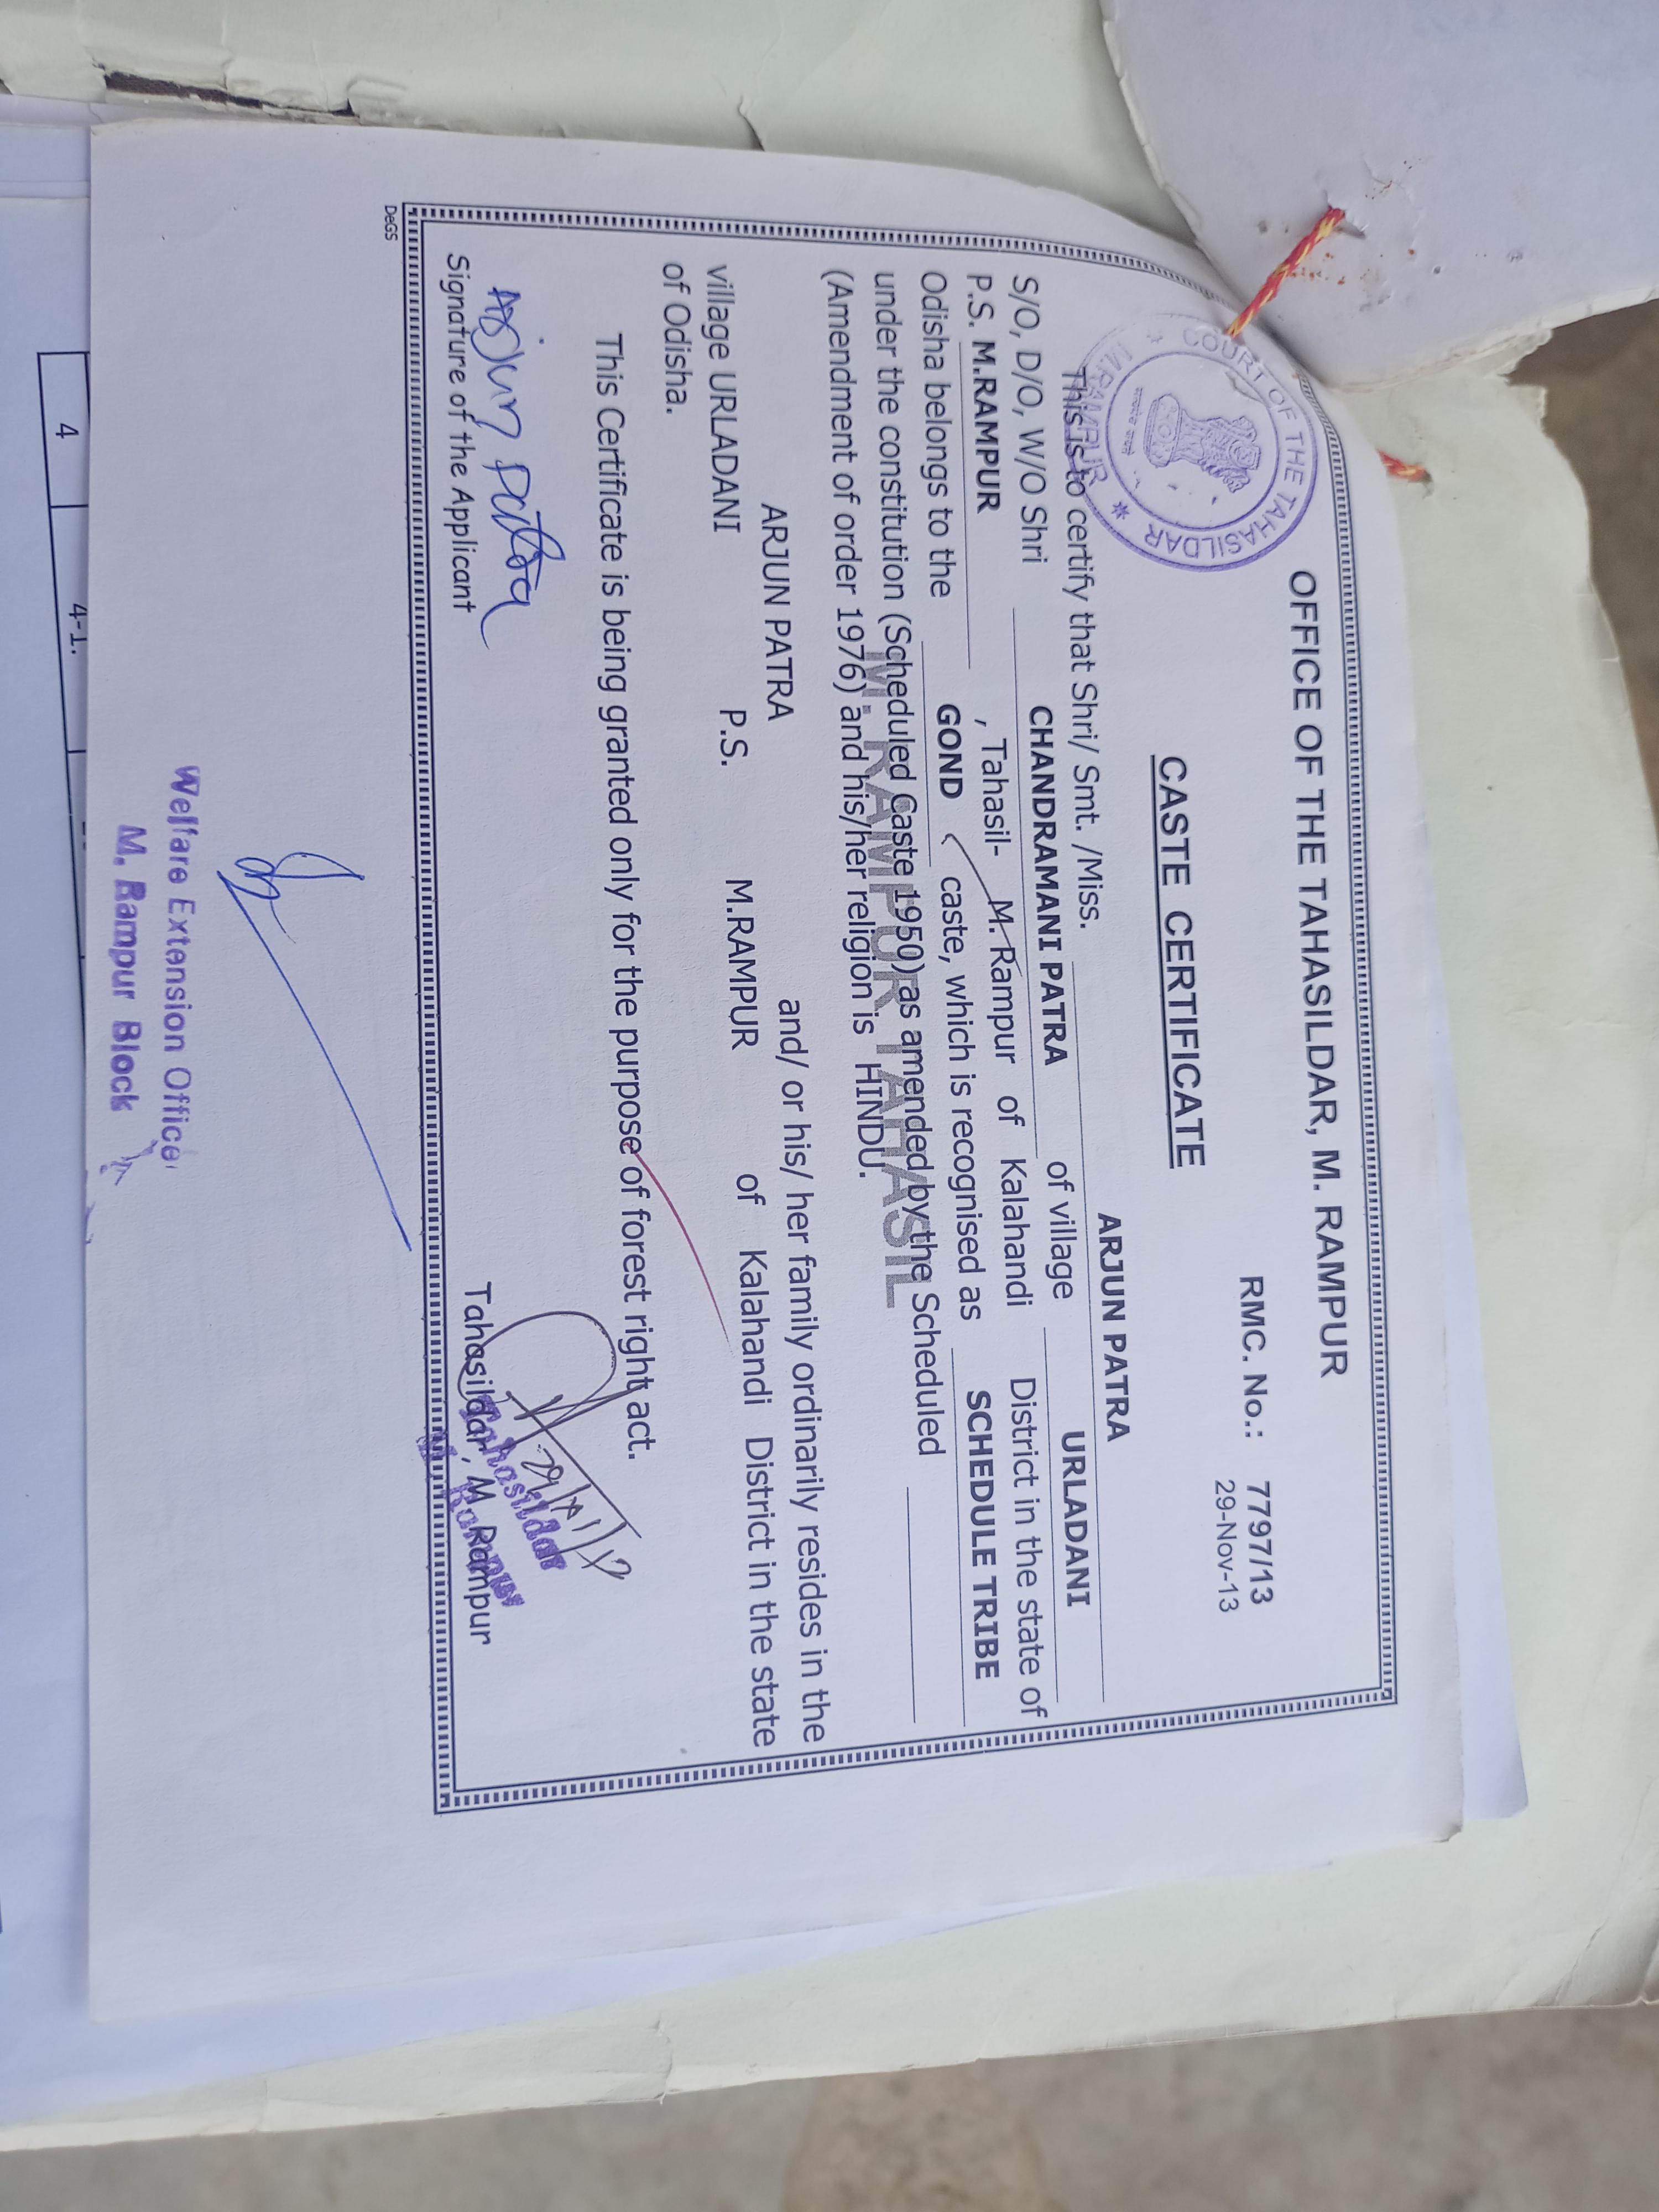 OFFICE OF THE TAHASILDAR, M. RAMPUR
RMC. No.: 7797/13
29-Nov-13
CASTE CERTIFICATE
COURT OF THE TAHASILDAR
M.RAMPUR
This is to certify that Shri/ Smt. /Miss. ARJUN PATRA
S/O, D/O, W/O Shri CHANDRAMANI PATRA of village URLADANI
P.S. M.RAMPUR , Tahasil- M. Rampur of Kalahandi District in the state of
Odisha belongs to the GOND caste, which is recognised as SCHEDULE TRIBE
under the constitution (Scheduled Caste 1950) as amended by the Scheduled
(Amendment of order 1976) and his/her religion is HINDU.
M. RAMPUR TAHASIL
ARJUN PATRA and/ or his/ her family ordinarily resides in the
village URLADANI P.S. M.RAMPUR of Kalahandi District in the state
of Odisha.
This Certificate is being granted only for the purpose of forest right act.
Arjun patra
Signature of the Applicant
Tahasildar, M. Rampur
Tahasildar
M. Rampur
DeGS
Welfare Extension Office
M. Rampur Block
4 4-1.